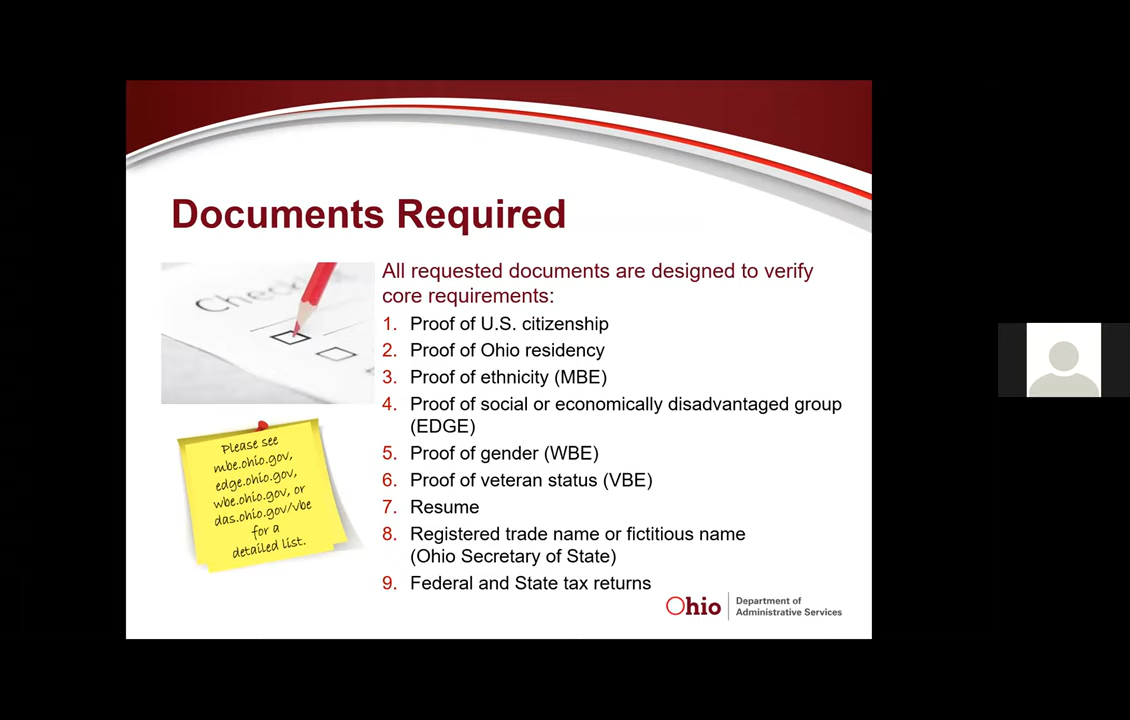 Documents Required
All requested documents are designed to verify
core requirements:
1. Proof of U.S. citizenship
2. Proof of Ohio residency
3. Proof of ethnicity (MBE)
4. Proof of social or economically disadvantaged group
(EDGE)
5. Proof of gender (WBE)
6. Proof of veteran status (VBE)
7. Resume
8. Registered trade name or fictitious name
(Ohio Secretary of State)
9. Federal and State tax returns
Please see
mbe.ohio.gov,
edge.ohio.gov,
wbe.ohio.gov, or
das.ohio.gov/vbe
for a
detailed list.
Ohio
Department of
Administrative Services